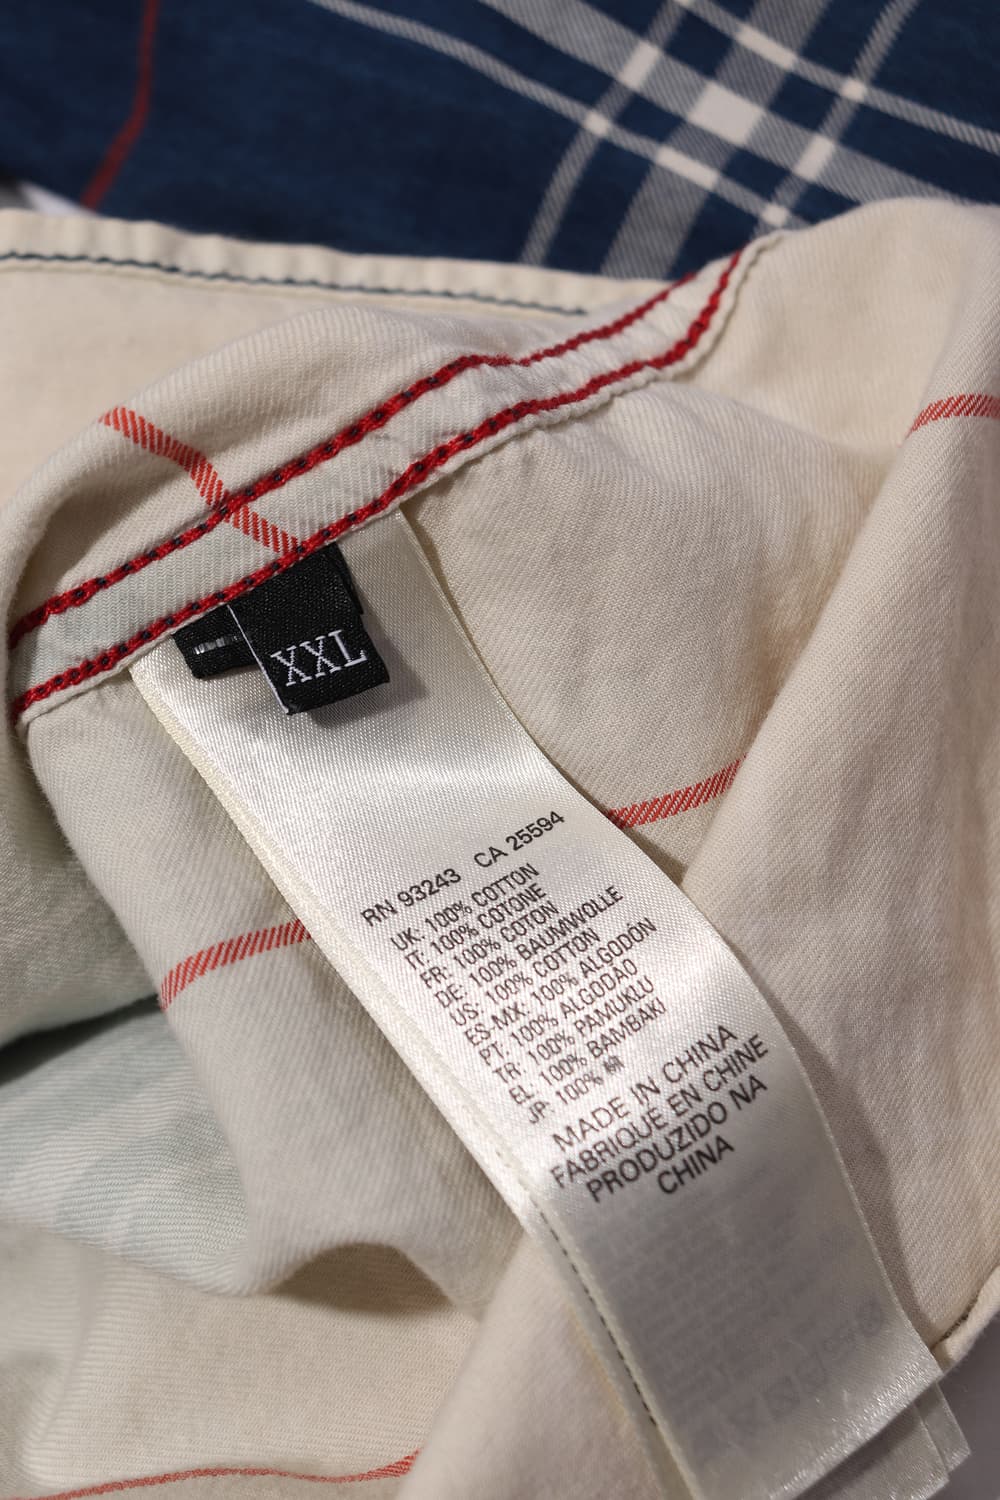 XXL
RN 93243 CA 25594
UK: 100% COTTON
IT: 100% COTONE
FR: 100% COTON
DE: 100% BAUMWOLLE
US: 100% COTTON
ES-MX: 100% ALGODÓN
PT: 100% ALGODAO
TR: 100% PAMUKLU
EL: 100% BAMBAKI
JP: 100% 綿
MADE IN CHINA
FABRIQUE EN CHINE
PRODUZIDO NA
CHINA